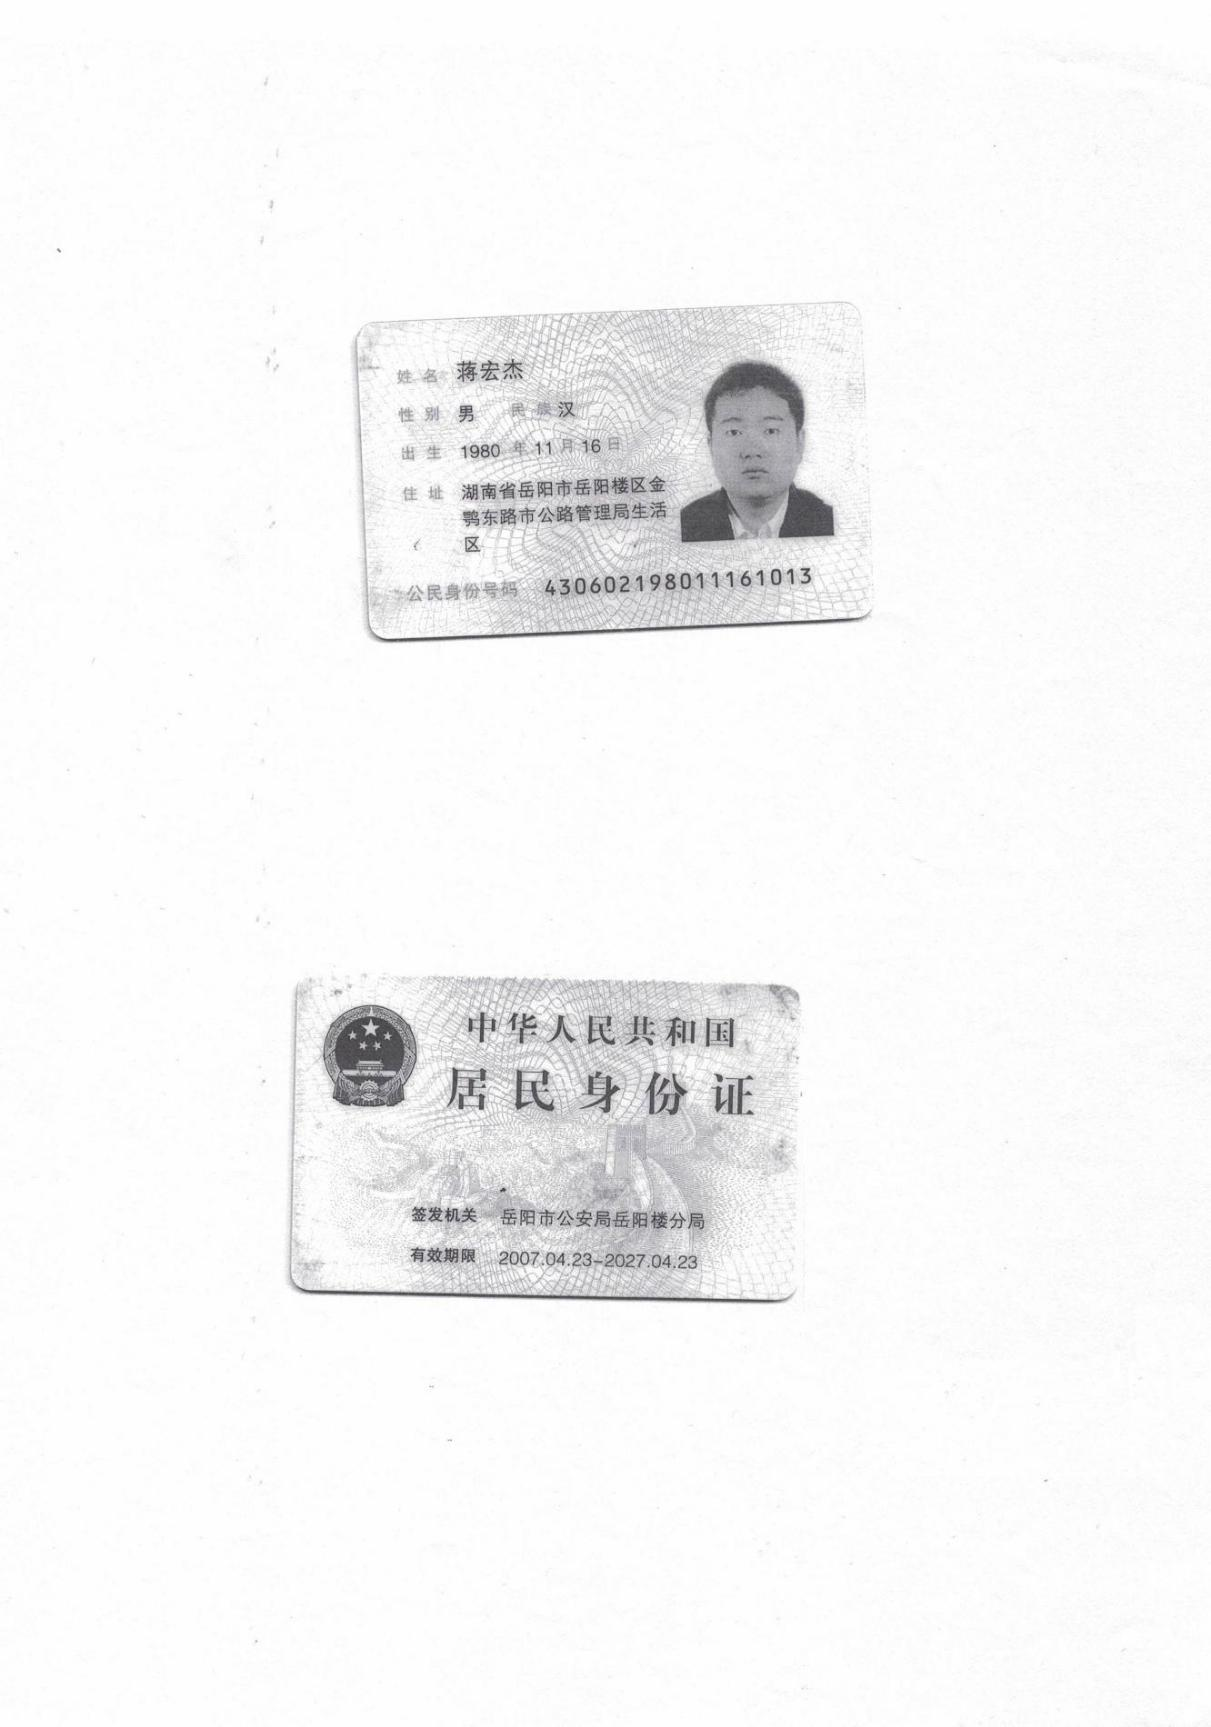 姓名 蒋宏杰
性别 男 民族 汉
出生 1980 年 11 月 16 日
住址 湖南省岳阳市岳阳楼区金
鹗东路市公路管理局生活
区
公民身份号码 430602198011161013
中华人民共和国
居民身份证
签发机关 岳阳市公安局岳阳楼分局
有效期限 2007.04.23-2027.04.23